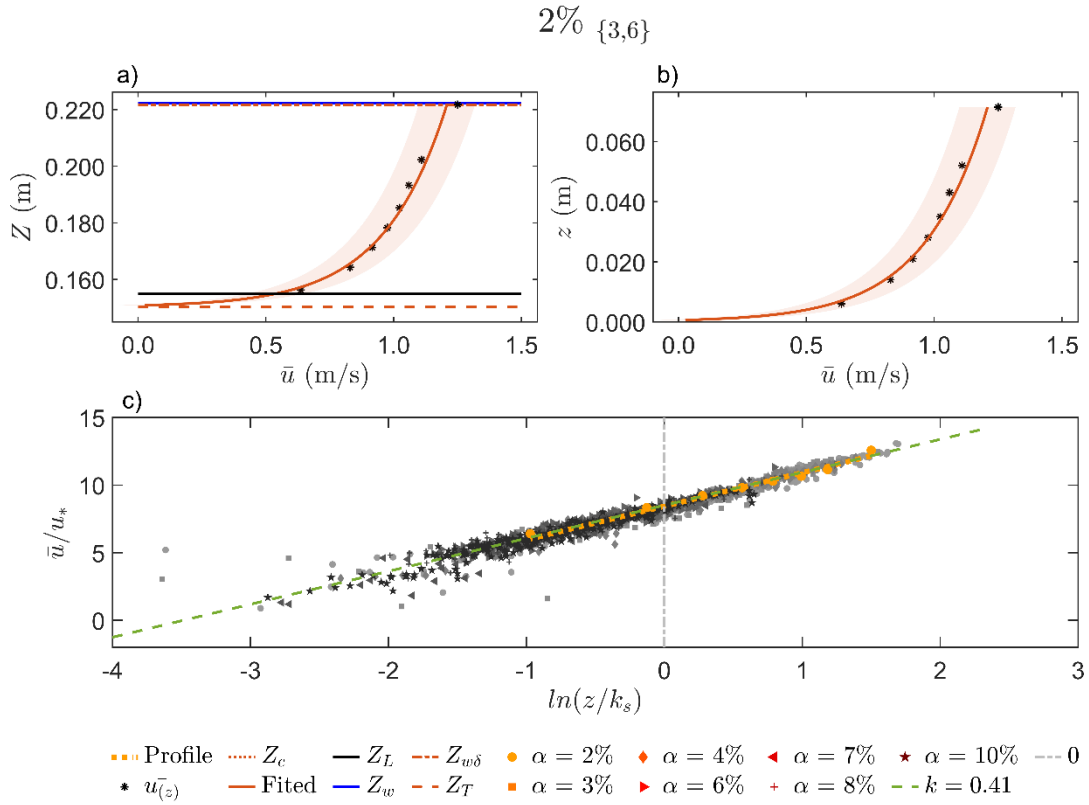 2% {3,6}
a)
b)
0.220
0.200
0.180
0.160
Z (m)
0.0 0.5 1.0 1.5
ū (m/s)
0.060
0.040
0.020
0.000
z (m)
0.0 0.5 1.0 1.5
ū (m/s)
c)
15
10
5
0
ū/u*
-4 -3 -2 -1 0 1 2 3
ln(z/ks)
Profile Zc ZL Zwδ α = 2% α = 4% α = 7% α = 10% 0
ū(z) Fited Zw ZT α = 3% α = 6% α = 8% k = 0.41